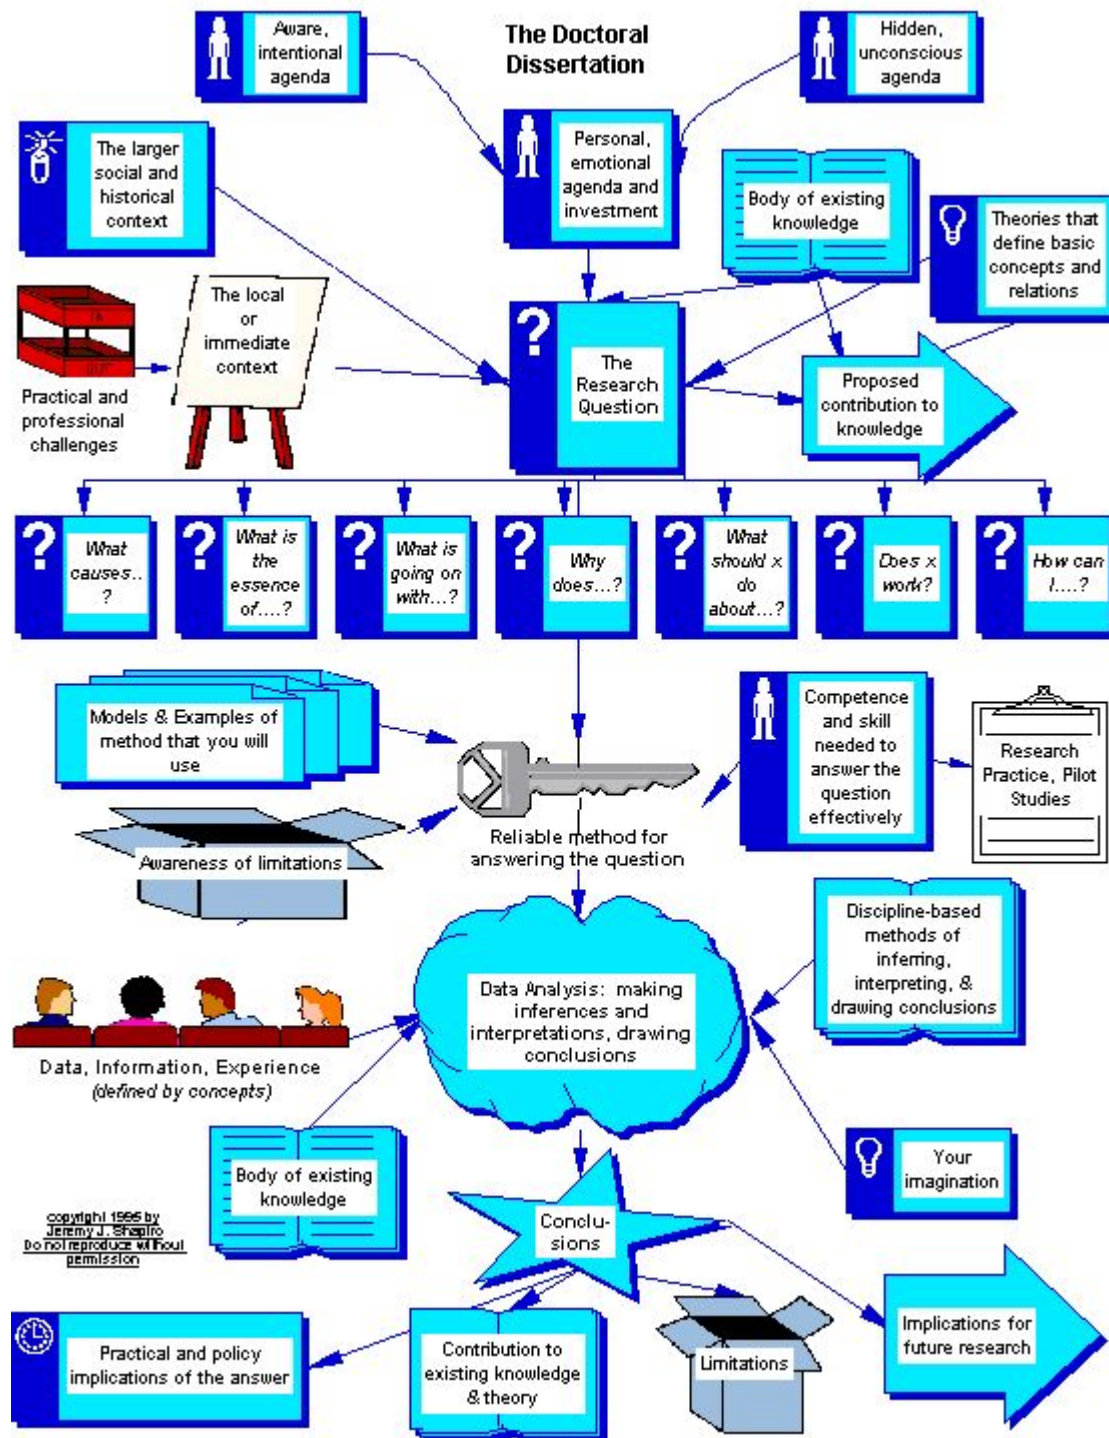 The Doctoral
Dissertation
Aware,
intentional
agenda
Hidden,
unconscious
agenda
The larger
social and
historical
context
Personal,
emotional
agenda and
investment
Body of existing
knowledge
Theories that
define basic
concepts and
relations
IN
OUT
Practical and
professional
challenges
The local
or
immediate
context
?
The
Research
Question
Proposed
contribution to
knowledge
?
What
causes..
?
?
What is
the
essence
of....?
?
What is
going on
with...?
?
Why
does...?
?
What
should x
do
about...?
?
Does x
work?
?
How can
I....?
Models & Examples of
method that you will
use
Awareness of limitations
Reliable method for
answering the question
Competence
and skill
needed to
answer the
question
effectively
Research
Practice, Pilot
Studies
Data, Information, Experience
(defined by concepts)
Data Analysis: making
inferences and
interpretations, drawing
conclusions
Discipline-based
methods of
inferring,
interpreting, &
drawing conclusions
Body of existing
knowledge
Your
imagination
copyright 1995 by
Jeremy J. Shapiro
Do not reproduce without
permission
Conclu-
sions
Practical and policy
implications of the answer
Contribution to
existing knowledge
& theory
Limitations
Implications for
future research